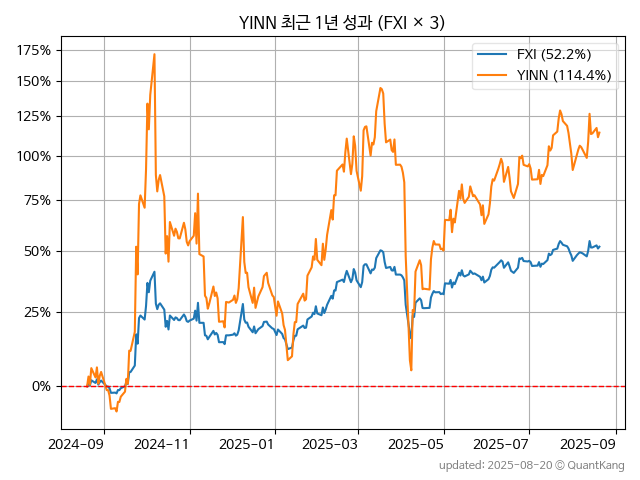 YINN 최근 1년 성과 (FXI × 3)
FXI (52.2%)
YINN (114.4%)
175%
150%
125%
100%
75%
50%
25%
0%
2024-09 2024-11 2025-01 2025-03 2025-05 2025-07 2025-09
updated: 2025-08-20 © QuantKang